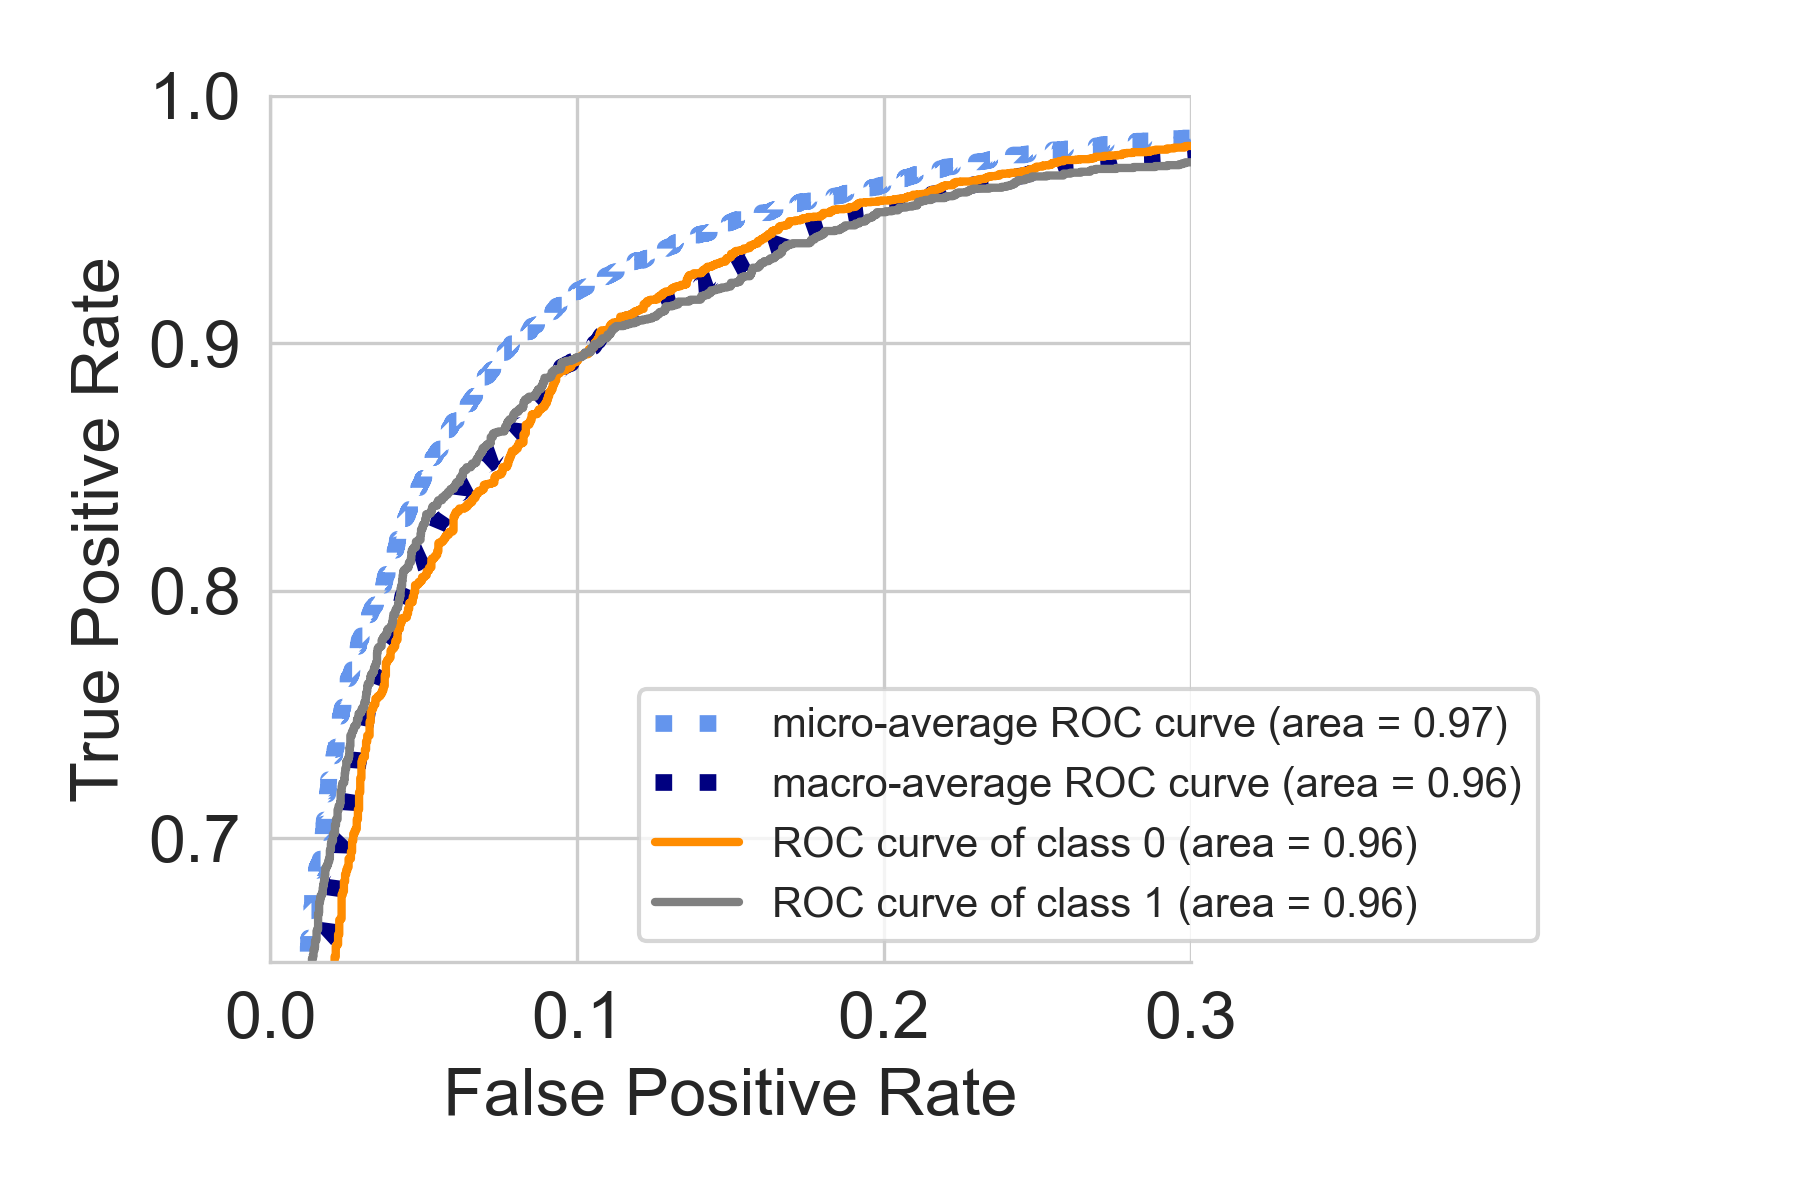 1.0
0.9
0.8
0.7
True Positive Rate
0.0 0.1 0.2 0.3
False Positive Rate
micro-average ROC curve (area = 0.97)
macro-average ROC curve (area = 0.96)
ROC curve of class 0 (area = 0.96)
ROC curve of class 1 (area = 0.96)